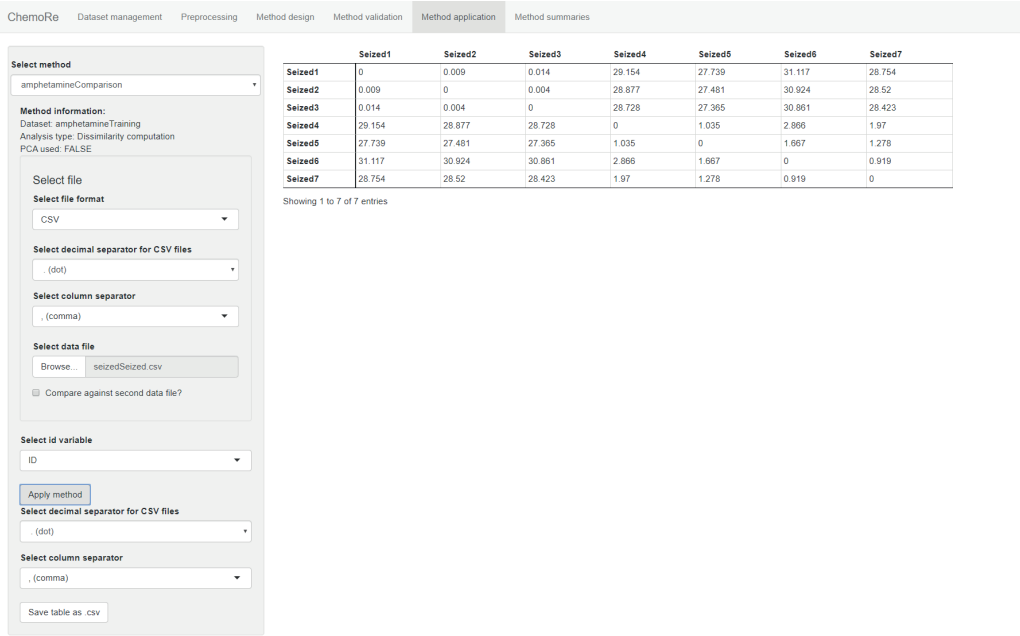 ChemoRe Dataset management Preprocessing Method design Method validation Method application Method summaries
Select method
amphetamineComparison
Method information:
Dataset: amphetamineTraining
Analysis type: Dissimilarity computation
PCA used: FALSE
Select file
Select file format
CSV
Select decimal separator for CSV files
. (dot)
Select column separator
, (comma)
Select data file
Browse... seizedSeized.csv
Compare against second data file?
Select id variable
ID
Apply method
Select decimal separator for CSV files
. (dot)
Select column separator
, (comma)
Save table as .csv
Seized1 Seized2 Seized3 Seized4 Seized5 Seized6 Seized7
Seized1 0 0.009 0.014 29.154 27.739 31.117 28.754
Seized2 0.009 0 0.004 28.877 27.481 30.924 28.52
Seized3 0.014 0.004 0 28.728 27.365 30.861 28.423
Seized4 29.154 28.877 28.728 0 1.035 2.866 1.97
Seized5 27.739 27.481 27.365 1.035 0 1.667 1.278
Seized6 31.117 30.924 30.861 2.866 1.667 0 0.919
Seized7 28.754 28.52 28.423 1.97 1.278 0.919 0
Showing 1 to 7 of 7 entries